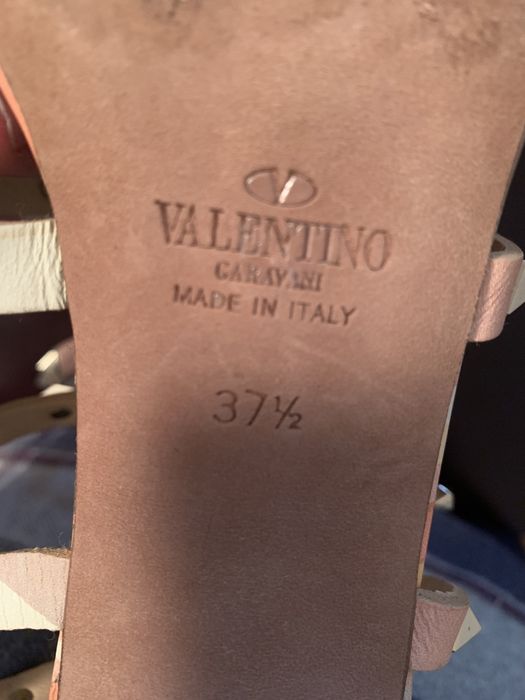 V
VALENTINO
GARAVANI
MADE IN ITALY
37½